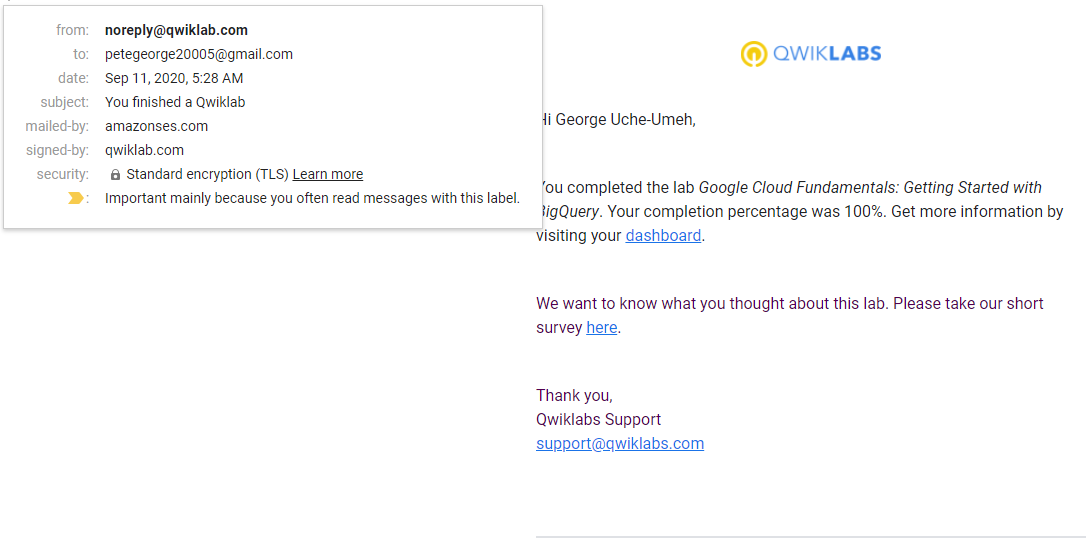 from: noreply@qwiklab.com
to: petegeorge20005@gmail.com
date: Sep 11, 2020, 5:28 AM
subject: You finished a Qwiklab
mailed-by: amazonses.com
signed-by: qwiklab.com
security: Standard encryption (TLS) Learn more
: Important mainly because you often read messages with this label.
QWIKLABS
Hi George Uche-Umeh,
You completed the lab Google Cloud Fundamentals: Getting Started with
BigQuery. Your completion percentage was 100%. Get more information by
visiting your dashboard.
We want to know what you thought about this lab. Please take our short
survey here.
Thank you,
Qwiklabs Support
support@qwiklabs.com